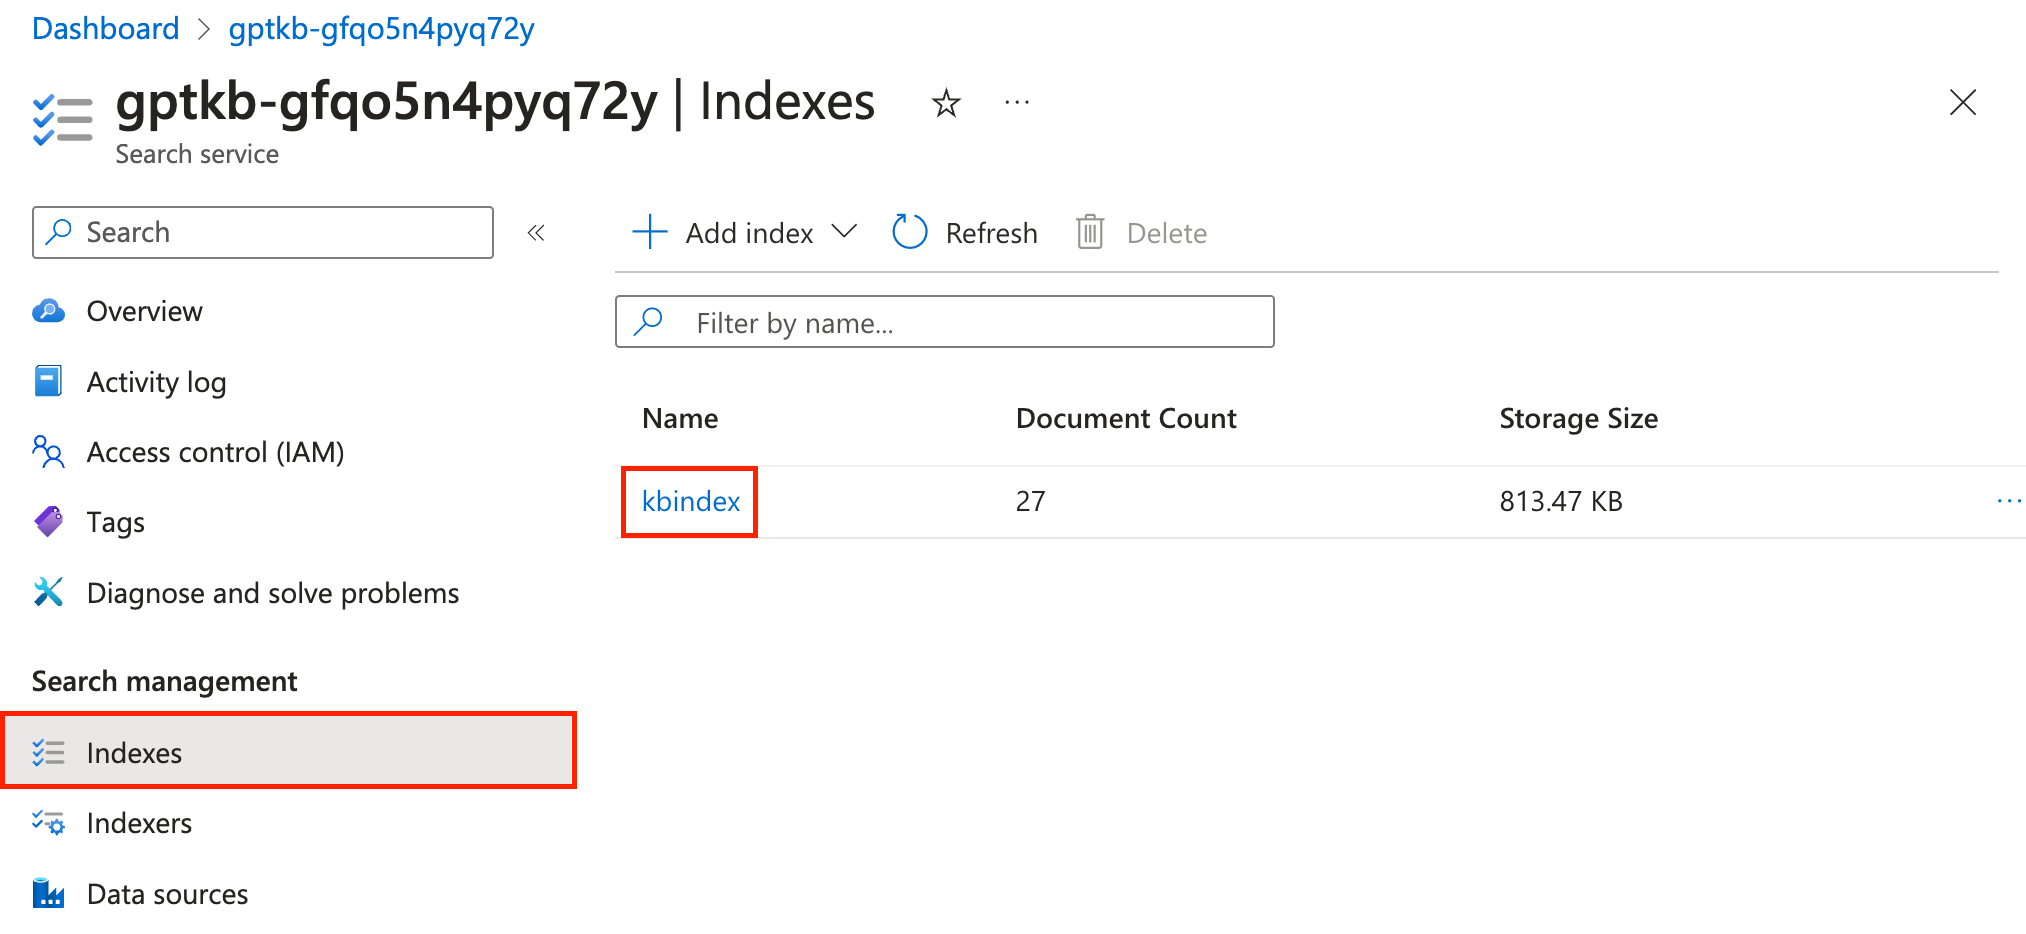 Dashboard > gptkb-gfqo5n4pyq72y
gptkb-gfqo5n4pyq72y | Indexes
Search service
Search
Add index
Refresh
Delete
Overview
Filter by name...
Activity log
Name
Document Count
Storage Size
Access control (IAM)
kbindex
27
813.47 KB
Tags
Diagnose and solve problems
Search management
Indexes
Indexers
Data sources